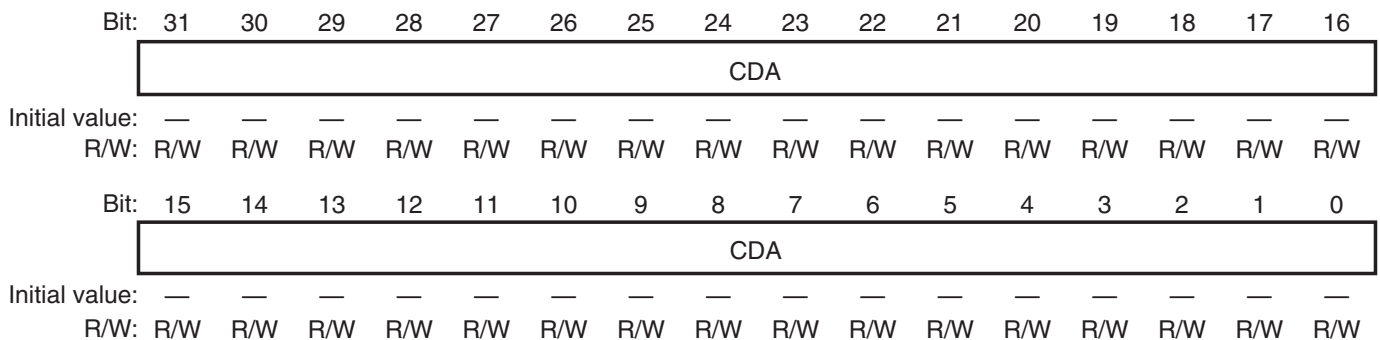 Bit: 31 30 29 28 27 26 25 24 23 22 21 20 19 18 17 16
CDA
Initial value: — — — — — — — — — — — — — — — —
R/W: R/W R/W R/W R/W R/W R/W R/W R/W R/W R/W R/W R/W R/W R/W R/W R/W
Bit: 15 14 13 12 11 10 9 8 7 6 5 4 3 2 1 0
CDA
Initial value: — — — — — — — — — — — — — — — —
R/W: R/W R/W R/W R/W R/W R/W R/W R/W R/W R/W R/W R/W R/W R/W R/W R/W